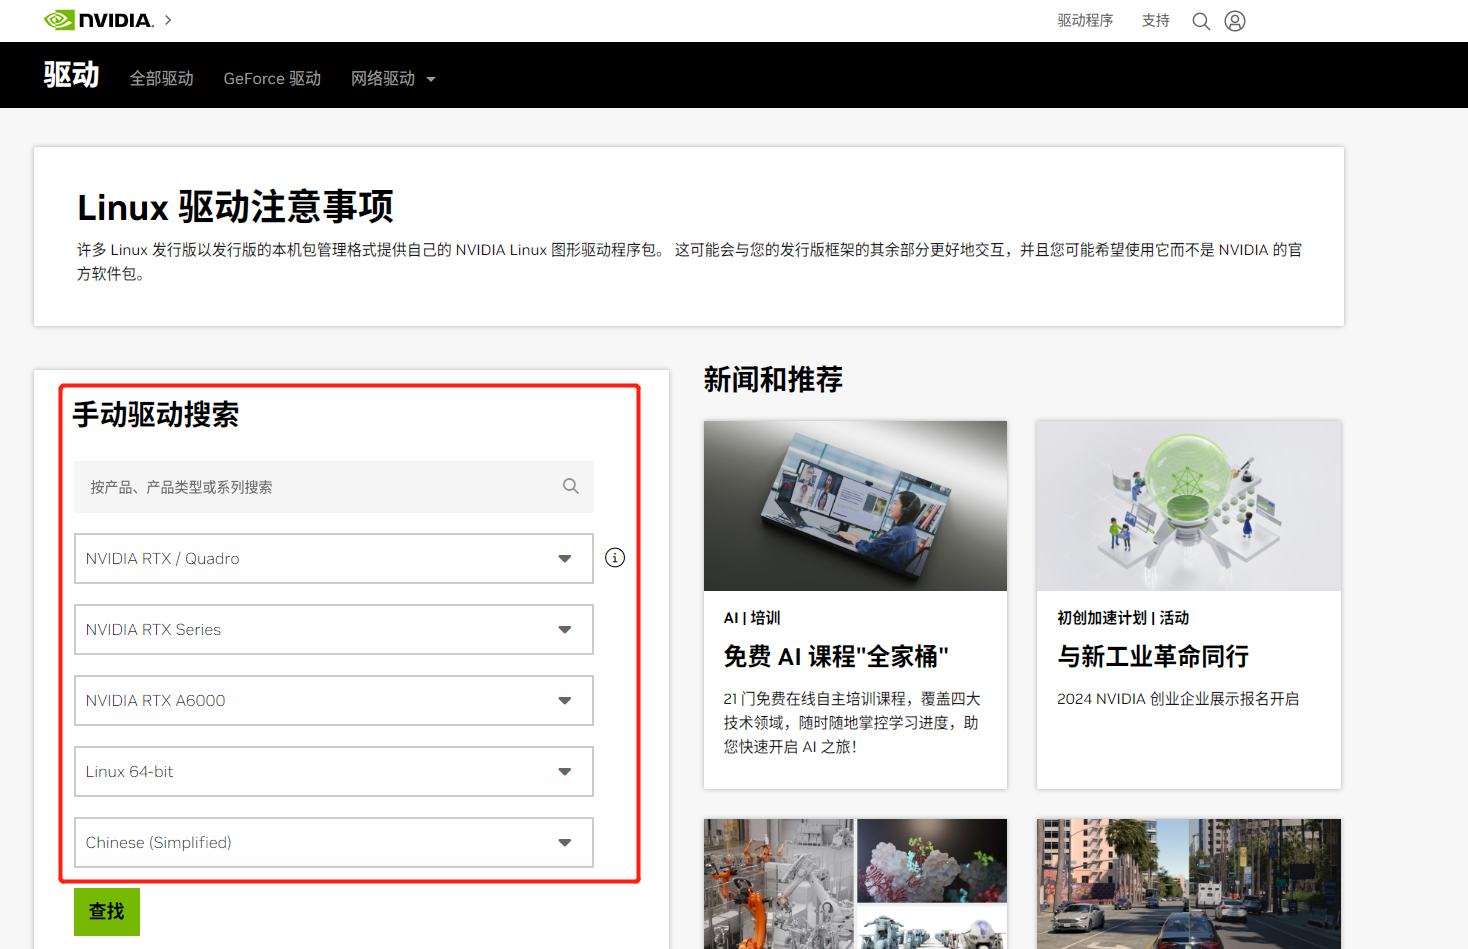 NVIDIA.
驱动程序
支持
驱动
全部驱动
GeForce 驱动
网络驱动
Linux 驱动注意事项
许多 Linux 发行版以发行版的本机包管理格式提供自己的 NVIDIA Linux 图形驱动程序包。 这可能会与您的发行版框架的其余部分更好地交互，并且您可能希望使用它而不是 NVIDIA 的官
方软件包。
手动驱动搜索
按产品、产品类型或系列搜索
NVIDIA RTX / Quadro
NVIDIA RTX Series
NVIDIA RTX A6000
Linux 64-bit
Chinese (Simplified)
查找
新闻和推荐
AI | 培训
免费 AI 课程"全家桶"
21 门免费在线自主培训课程，覆盖四大
技术领域，随时随地掌控学习进度，助
您快速开启 AI 之旅！
初创加速计划 | 活动
与新工业革命同行
2024 NVIDIA 创业企业展示报名开启